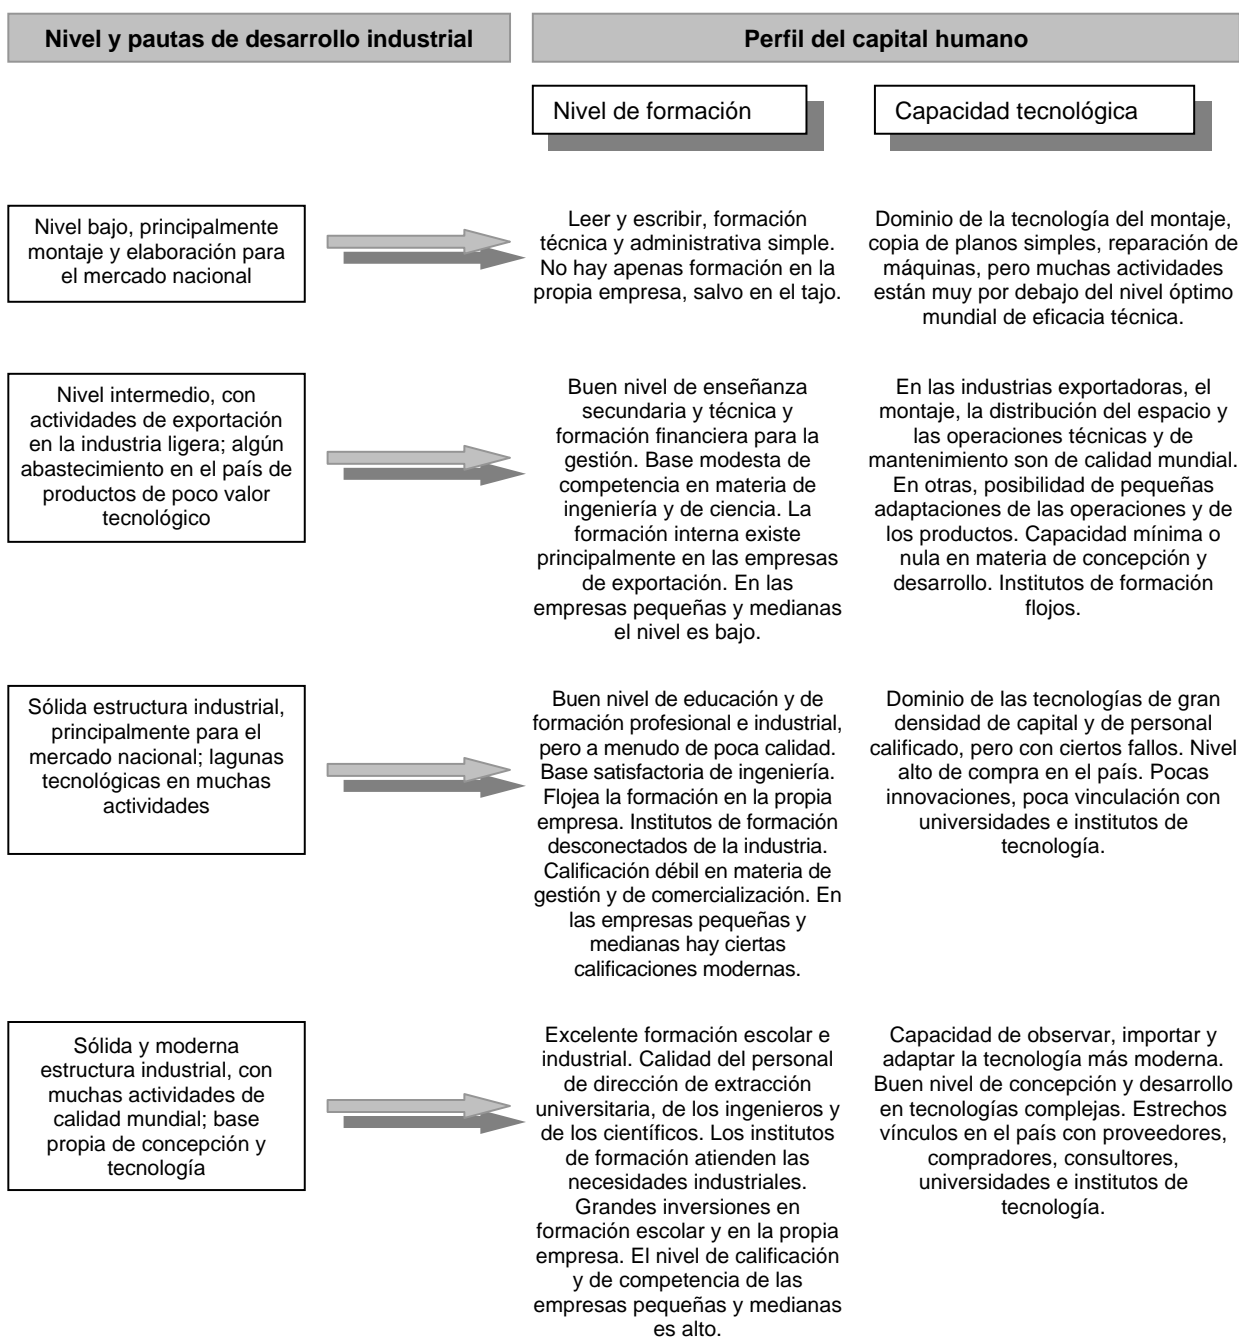 Nivel y pautas de desarrollo industrial
Perfil del capital humano
Nivel de formación
Capacidad tecnológica
Nivel bajo, principalmente
montaje y elaboración para
el mercado nacional
Leer y escribir, formación
técnica y administrativa simple.
No hay apenas formación en la
propia empresa, salvo en el tajo.
Dominio de la tecnología del montaje,
copia de planos simples, reparación de
máquinas, pero muchas actividades
están muy por debajo del nivel óptimo
mundial de eficacia técnica.
Nivel intermedio, con
actividades de exportación
en la industria ligera; algún
abastecimiento en el país de
productos de poco valor
tecnológico
Buen nivel de enseñanza
secundaria y técnica y
formación financiera para la
gestión. Base modesta de
competencia en materia de
ingeniería y de ciencia. La
formación interna existe
principalmente en las empresas
de exportación. En las
empresas pequeñas y medianas
el nivel es bajo.
En las industrias exportadoras, el
montaje, la distribución del espacio y
las operaciones técnicas y de
mantenimiento son de calidad mundial.
En otras, posibilidad de pequeñas
adaptaciones de las operaciones y de
los productos. Capacidad mínima o
nula en materia de concepción y
desarrollo. Institutos de formación
flojos.
Sólida estructura industrial,
principalmente para el
mercado nacional; lagunas
tecnológicas en muchas
actividades
Buen nivel de educación y de
formación profesional e industrial,
pero a menudo de poca calidad.
Base satisfactoria de ingeniería.
Flojea la formación en la propia
empresa. Institutos de formación
desconectados de la industria.
Calificación débil en materia de
gestión y de comercialización. En
las empresas pequeñas y
medianas hay ciertas
calificaciones modernas.
Dominio de las tecnologías de gran
densidad de capital y de personal
calificado, pero con ciertos fallos. Nivel
alto de compra en el país. Pocas
innovaciones, poca vinculación con
universidades e institutos de
tecnología.
Sólida y moderna
estructura industrial, con
muchas actividades de
calidad mundial; base
propia de concepción y
tecnología
Excelente formación escolar e
industrial. Calidad del personal
de dirección de extracción
universitaria, de los ingenieros y
de los científicos. Los institutos
de formación atienden las
necesidades industriales.
Grandes inversiones en
formación escolar y en la propia
empresa. El nivel de calificación
y de competencia de las
empresas pequeñas y medianas
es alto.
Capacidad de observar, importar y
adaptar la tecnología más moderna.
Buen nivel de concepción y desarrollo
en tecnologías complejas. Estrechos
vínculos en el país con proveedores,
compradores, consultores,
universidades e institutos de
tecnología.